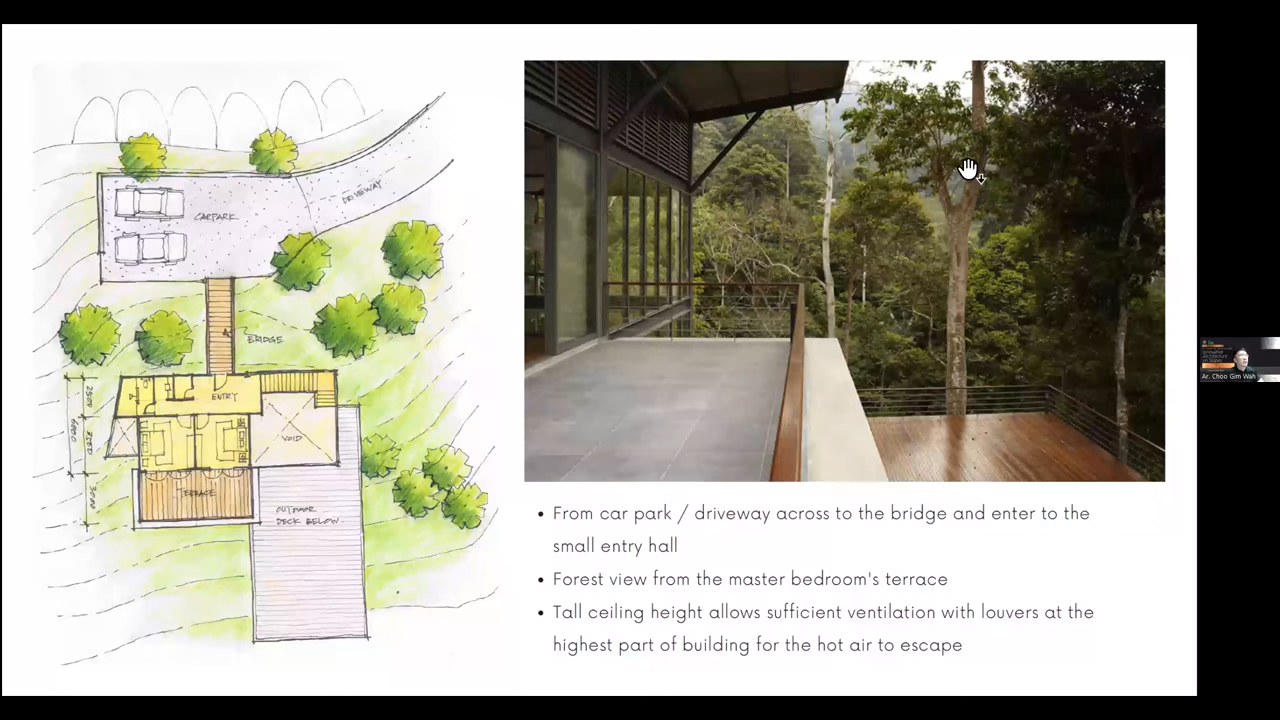 CARPARK
DRIVEWAY
BRIDGE
ENTRY
VOID
TERRACE
OUTDOOR
DECK BELOW
3000
From car park / driveway across to the bridge and enter to the
small entry hall
Forest view from the master bedroom's terrace
Tall ceiling height allows sufficient ventilation with louvers at the
highest part of building for the hot air to escape
Ar. Choo Gim Wah